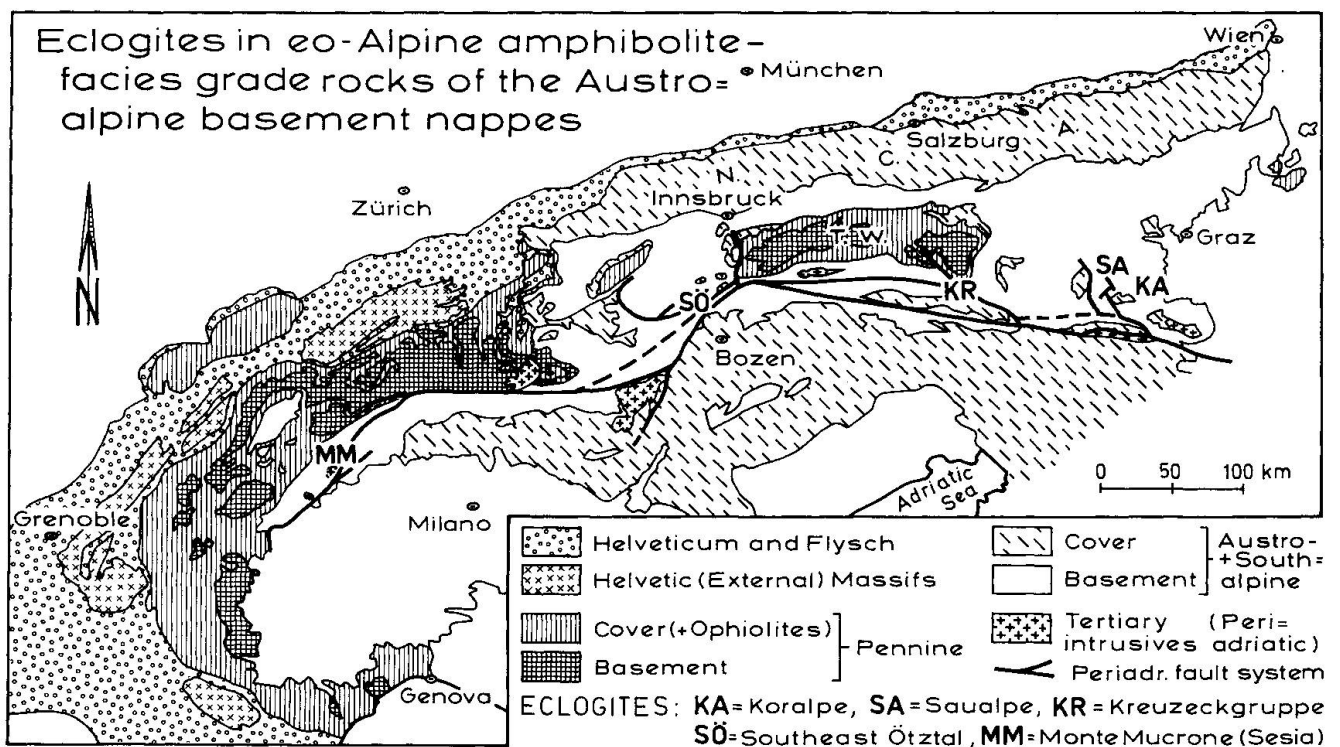 Eclogites in eo-Alpine amphibolite-
facies grade rocks of the Austro=
alpine basement nappes
Wien
München
Salzburg
N. C. A.
Innsbruck
Zürich
T. W.
Graz
SA
KA
KR
SÖ
Bozen
MM
N
Grenoble
Milano
Genova
Adriatic
Sea
0 50 100 km
Helveticum and Flysch
Helvetic (External) Massifs
Cover (+Ophiolites)
Basement
Pennine
Cover
Basement
Austro-
+South=
alpine
Tertiary (Peri=
intrusives adriatic)
Periadr. fault system
ECLOGITES: KA=Koralpe, SA=Saualpe, KR=Kreuzeckgruppe
SÖ=Southeast Ötztal, MM=Monte Mucrone (Sesia)